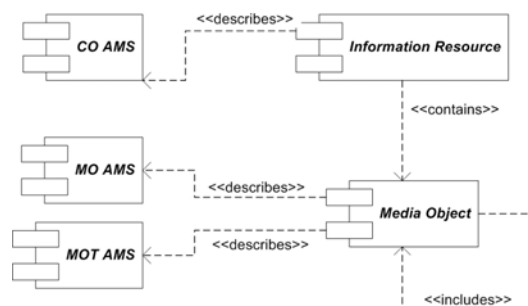 <<describes>>
CO AMS
Information Resource
<<contains>>
MO AMS
<<describes>>
Media Object
MOT AMS
<<describes>>
<<includes>>